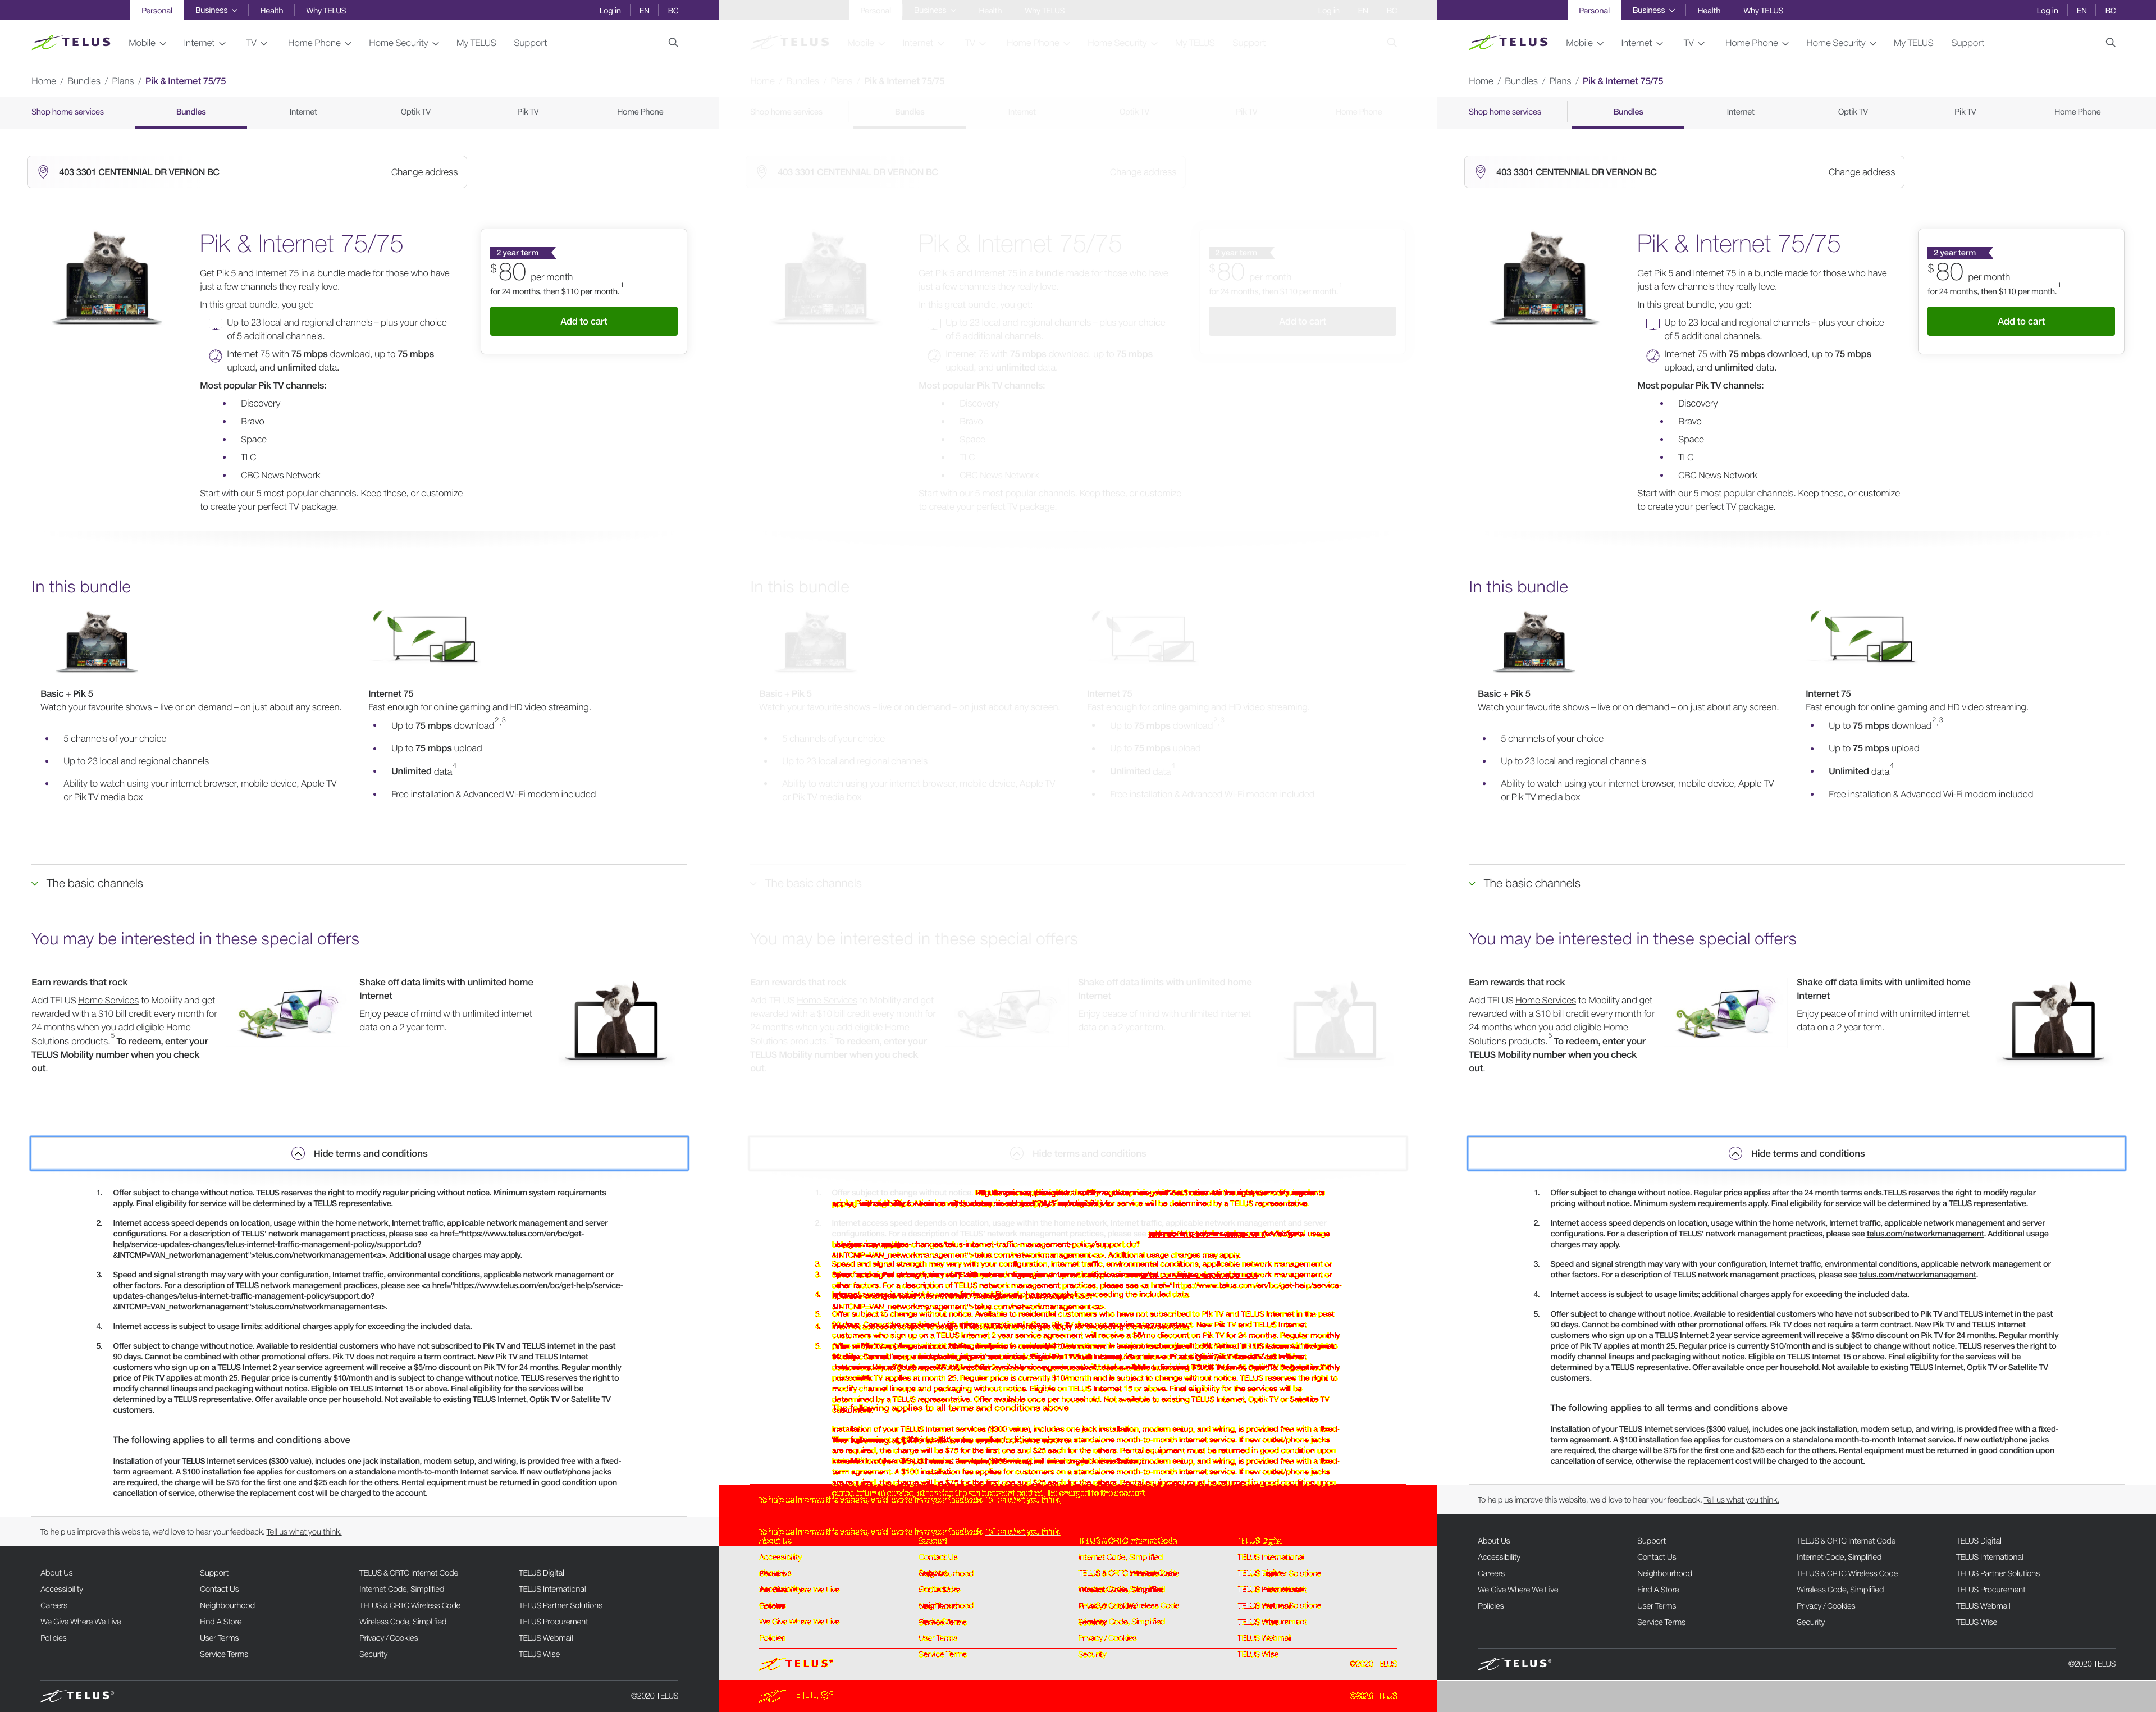 Personal Business Health Why TELUS Log in EN BC
TELUS Mobile Internet TV Home Phone Home Security My TELUS Support
Home / Bundles / Plans / Pik & Internet 75/75
Shop home services Bundles Internet Optik TV Pik TV Home Phone
403 3301 CENTENNIAL DR VERNON BC Change address
Pik & Internet 75/75
Get Pik 5 and Internet 75 in a bundle made for those who have
just a few channels they really love.
In this great bundle, you get:
Up to 23 local and regional channels – plus your choice
of 5 additional channels.
Internet 75 with 75 mbps download, up to 75 mbps
upload, and unlimited data.
Most popular Pik TV channels:
• Discovery
• Bravo
• Space
• TLC
• CBC News Network
Start with our 5 most popular channels. Keep these, or customize
to create your perfect TV package.
2 year term
$80 per month
for 24 months, then $110 per month. 1
Add to cart
In this bundle
Basic + Pik 5
Watch your favourite shows – live or on demand – on just about any screen.
• 5 channels of your choice
• Up to 23 local and regional channels
• Ability to watch using your internet browser, mobile device, Apple TV
or Pik TV media box
Internet 75
Fast enough for online gaming and HD video streaming.
• Up to 75 mbps download 2,3
• Up to 75 mbps upload
• Unlimited data 4
• Free installation & Advanced Wi-Fi modem included
The basic channels
You may be interested in these special offers
Earn rewards that rock
Add TELUS Home Services to Mobility and get
rewarded with a $10 bill credit every month for
24 months when you add eligible Home
Solutions products. 5 To redeem, enter your
TELUS Mobility number when you check
out.
Shake off data limits with unlimited home
Internet
Enjoy peace of mind with unlimited internet
data on a 2 year term.
Hide terms and conditions
1. Offer subject to change without notice. TELUS reserves the right to modify regular pricing without notice. Minimum system requirements
apply. Final eligibility for service will be determined by a TELUS representative.
2. Internet access speed depends on location, usage within the home network, Internet traffic, applicable network management and server
configurations. For a description of TELUS' network management practices, please see <a href="https://www.telus.com/en/bc/get-
help/service-updates-changes/telus-internet-traffic-management-policy/support.do?
&INTCMP=VAN_networkmanagement">telus.com/networkmanagement<a>. Additional usage charges may apply.
3. Speed and signal strength may vary with your configuration, Internet traffic, environmental conditions, applicable network management or
other factors. For a description of TELUS network management practices, please see <a href="https://www.telus.com/en/bc/get-help/service-
updates-changes/telus-internet-traffic-management-policy/support.do?
&INTCMP=VAN_networkmanagement">telus.com/networkmanagement<a>.
4. Internet access is subject to usage limits; additional charges apply for exceeding the included data.
5. Offer subject to change without notice. Available to residential customers who have not subscribed to Pik TV and TELUS internet in the past
90 days. Cannot be combined with other promotional offers. Pik TV does not require a term contract. New Pik TV and TELUS Internet
customers who sign up on a TELUS Internet 2 year service agreement will receive a $5/mo discount on Pik TV for 24 months. Regular monthly
price of Pik TV applies at month 25. Regular price is currently $10/month and is subject to change without notice. TELUS reserves the right to
modify channel lineups and packaging without notice. Eligible on TELUS Internet 15 or above. Final eligibility for the services will be
determined by a TELUS representative. Offer available once per household. Not available to existing TELUS Internet, Optik TV or Satellite TV
customers.
The following applies to all terms and conditions above
Installation of your TELUS Internet services ($300 value), includes one jack installation, modem setup, and wiring, is provided free with a fixed-
term agreement. A $100 installation fee applies for customers on a standalone month-to-month Internet service. If new outlet/phone jacks
are required, the charge will be $75 for the first one and $25 each for the others. Rental equipment must be returned in good condition upon
cancellation of service, otherwise the replacement cost will be charged to the account.
To help us improve this website, we'd love to hear your feedback. Tell us what you think.
About Us Support TELUS & CRTC Internet Code TELUS Digital
Accessibility Contact Us Internet Code, Simplified TELUS International
Careers Neighbourhood TELUS & CRTC Wireless Code TELUS Partner Solutions
We Give Where We Live Find A Store Wireless Code, Simplified TELUS Procurement
Policies User Terms Privacy / Cookies TELUS Webmail
Service Terms Security TELUS Wise
TELUS® ©2020 TELUS
Personal Business Health Why TELUS Log in EN BC
TELUS Mobile Internet TV Home Phone Home Security My TELUS Support
Home / Bundles / Plans / Pik & Internet 75/75
Shop home services Bundles Internet Optik TV Pik TV Home Phone
403 3301 CENTENNIAL DR VERNON BC Change address
Pik & Internet 75/75
Get Pik 5 and Internet 75 in a bundle made for those who have
just a few channels they really love.
In this great bundle, you get:
Up to 23 local and regional channels – plus your choice
of 5 additional channels.
Internet 75 with 75 mbps download, up to 75 mbps
upload, and unlimited data.
Most popular Pik TV channels:
• Discovery
• Bravo
• Space
• TLC
• CBC News Network
Start with our 5 most popular channels. Keep these, or customize
to create your perfect TV package.
2 year term
$80 per month
for 24 months, then $110 per month.
Add to cart
In this bundle
Basic + Pik 5
Watch your favourite shows – live or on demand – on just about any screen.
• 5 channels of your choice
• Up to 23 local and regional channels
• Ability to watch using your internet browser, mobile device, Apple TV
or Pik TV media box
Internet 75
Fast enough for online gaming and HD video streaming.
• Up to 75 mbps download
• Up to 75 mbps upload
• Unlimited data
• Free installation & Advanced Wi-Fi modem included
The basic channels
You may be interested in these special offers
Earn rewards that rock
Add TELUS Home Services to Mobility and get
rewarded with a $10 bill credit every month for
24 months when you add eligible Home
Solutions products. To redeem, enter your
TELUS Mobility number when you check
out.
Shake off data limits with unlimited home
Internet
Enjoy peace of mind with unlimited internet
data on a 2 year term.
Hide terms and conditions
1. Offer subject to change without notice.
2. Internet access speed depends on location, usage within the home network, Internet traffic, applicable network management and server
TELUS® ©2020 TELUS
Personal Business Health Why TELUS Log in EN BC
TELUS Mobile Internet TV Home Phone Home Security My TELUS Support
Home / Bundles / Plans / Pik & Internet 75/75
Shop home services Bundles Internet Optik TV Pik TV Home Phone
403 3301 CENTENNIAL DR VERNON BC Change address
Pik & Internet 75/75
Get Pik 5 and Internet 75 in a bundle made for those who have
just a few channels they really love.
In this great bundle, you get:
Up to 23 local and regional channels – plus your choice
of 5 additional channels.
Internet 75 with 75 mbps download, up to 75 mbps
upload, and unlimited data.
Most popular Pik TV channels:
• Discovery
• Bravo
• Space
• TLC
• CBC News Network
Start with our 5 most popular channels. Keep these, or customize
to create your perfect TV package.
2 year term
$80 per month
for 24 months, then $110 per month. 1
Add to cart
In this bundle
Basic + Pik 5
Watch your favourite shows – live or on demand – on just about any screen.
• 5 channels of your choice
• Up to 23 local and regional channels
• Ability to watch using your internet browser, mobile device, Apple TV
or Pik TV media box
Internet 75
Fast enough for online gaming and HD video streaming.
• Up to 75 mbps download 2,3
• Up to 75 mbps upload
• Unlimited data 4
• Free installation & Advanced Wi-Fi modem included
The basic channels
You may be interested in these special offers
Earn rewards that rock
Add TELUS Home Services to Mobility and get
rewarded with a $10 bill credit every month for
24 months when you add eligible Home
Solutions products. 5 To redeem, enter your
TELUS Mobility number when you check
out.
Shake off data limits with unlimited home
Internet
Enjoy peace of mind with unlimited internet
data on a 2 year term.
Hide terms and conditions
1. Offer subject to change without notice. Regular price applies after the 24 month terms ends.TELUS reserves the right to modify regular
pricing without notice. Minimum system requirements apply. Final eligibility for service will be determined by a TELUS representative.
2. Internet access speed depends on location, usage within the home network, Internet traffic, applicable network management and server
configurations. For a description of TELUS' network management practices, please see telus.com/networkmanagement. Additional usage
charges may apply.
3. Speed and signal strength may vary with your configuration, Internet traffic, environmental conditions, applicable network management or
other factors. For a description of TELUS network management practices, please see telus.com/networkmanagement.
4. Internet access is subject to usage limits; additional charges apply for exceeding the included data.
5. Offer subject to change without notice. Available to residential customers who have not subscribed to Pik TV and TELUS internet in the past
90 days. Cannot be combined with other promotional offers. Pik TV does not require a term contract. New Pik TV and TELUS Internet
customers who sign up on a TELUS Internet 2 year service agreement will receive a $5/mo discount on Pik TV for 24 months. Regular monthly
price of Pik TV applies at month 25. Regular price is currently $10/month and is subject to change without notice. TELUS reserves the right to
modify channel lineups and packaging without notice. Eligible on TELUS Internet 15 or above. Final eligibility for the services will be
determined by a TELUS representative. Offer available once per household. Not available to existing TELUS Internet, Optik TV or Satellite TV
customers.
The following applies to all terms and conditions above
Installation of your TELUS Internet services ($300 value), includes one jack installation, modem setup, and wiring, is provided free with a fixed-
term agreement. A $100 installation fee applies for customers on a standalone month-to-month Internet service. If new outlet/phone jacks
are required, the charge will be $75 for the first one and $25 each for the others. Rental equipment must be returned in good condition upon
cancellation of service, otherwise the replacement cost will be charged to the account.
To help us improve this website, we'd love to hear your feedback. Tell us what you think.
About Us Support TELUS & CRTC Internet Code TELUS Digital
Accessibility Contact Us Internet Code, Simplified TELUS International
Careers Neighbourhood TELUS & CRTC Wireless Code TELUS Partner Solutions
We Give Where We Live Find A Store Wireless Code, Simplified TELUS Procurement
Policies User Terms Privacy / Cookies TELUS Webmail
Service Terms Security TELUS Wise
TELUS® ©2020 TELUS